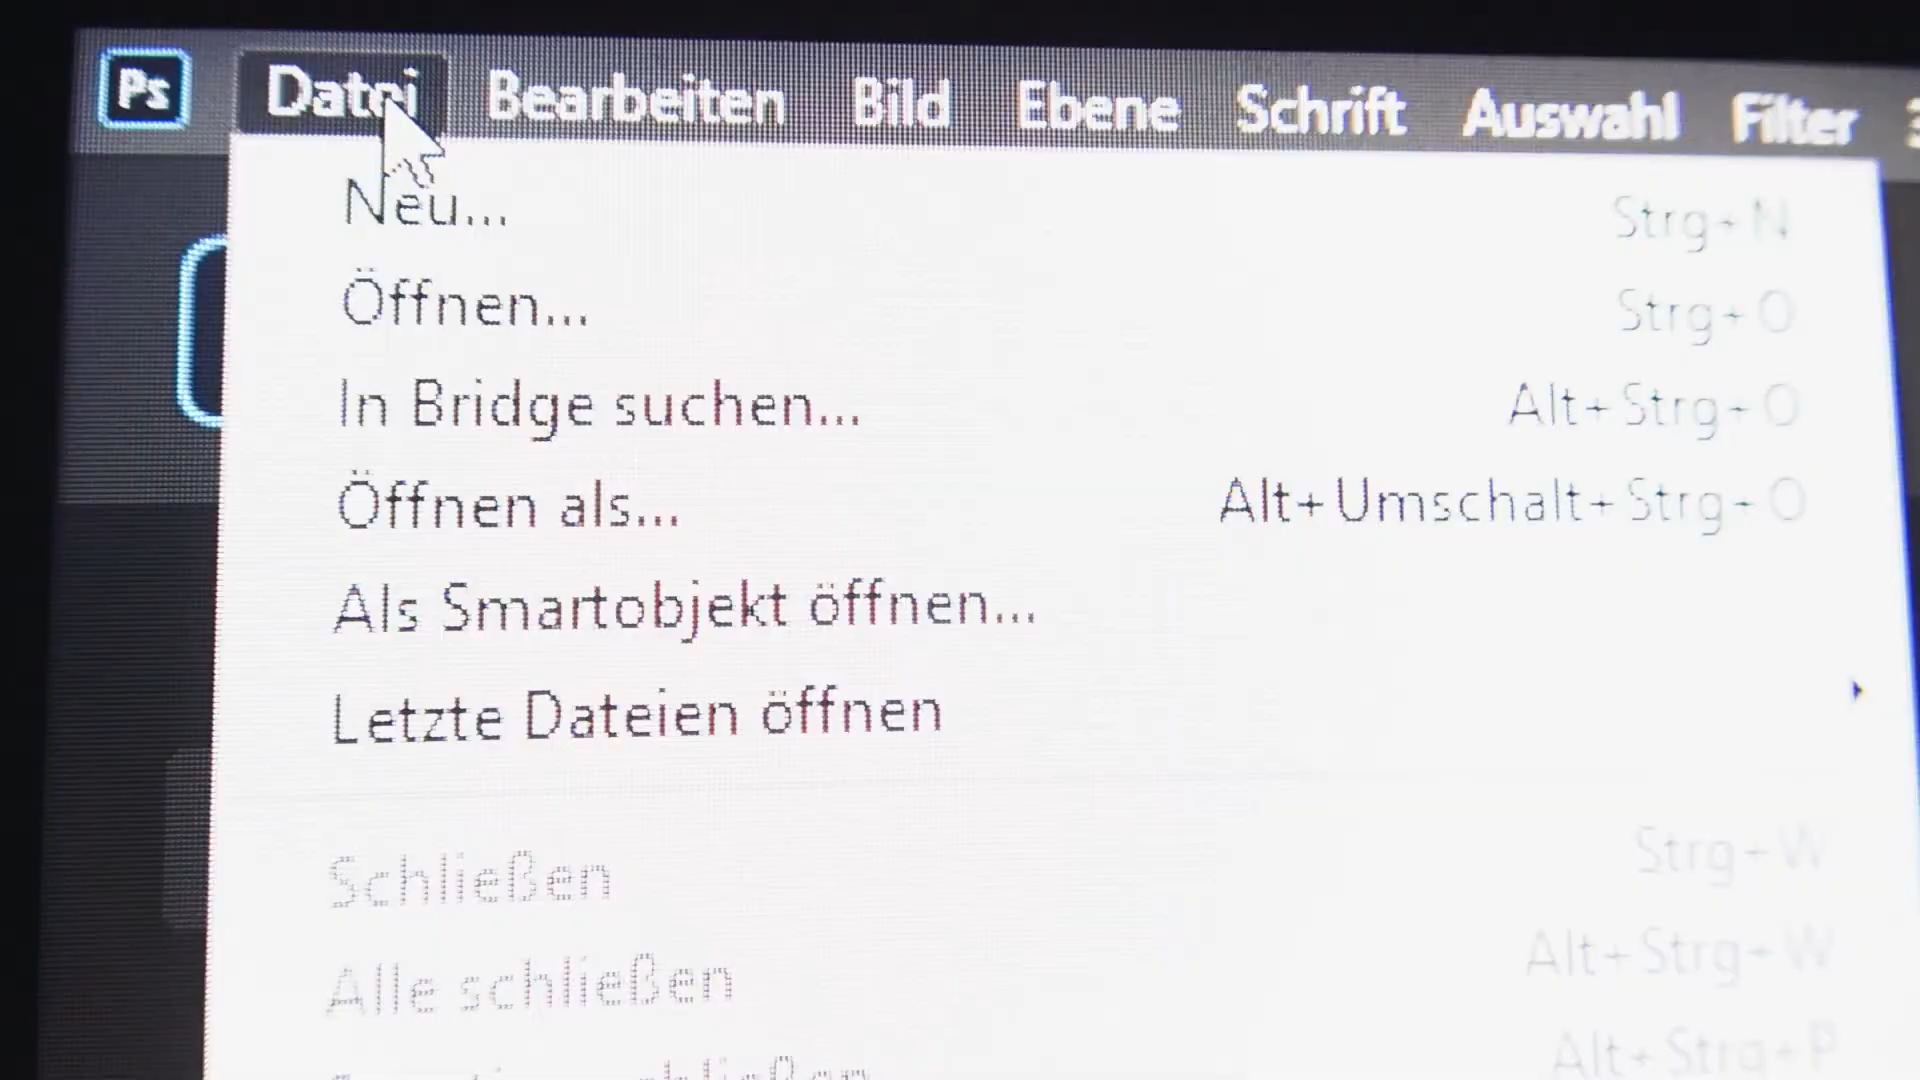 Ps Datei Bearbeiten Bild Ebene Schrift Auswahl Filter
Neu... Strg+N
Öffnen... Strg+O
In Bridge suchen... Alt+Strg+O
Öffnen als... Alt+Umschalt+Strg+O
Als Smartobjekt öffnen...
Letzte Dateien öffnen
Schließen Strg+W
Alle schließen Alt+Strg+W
Alt+Strg+P